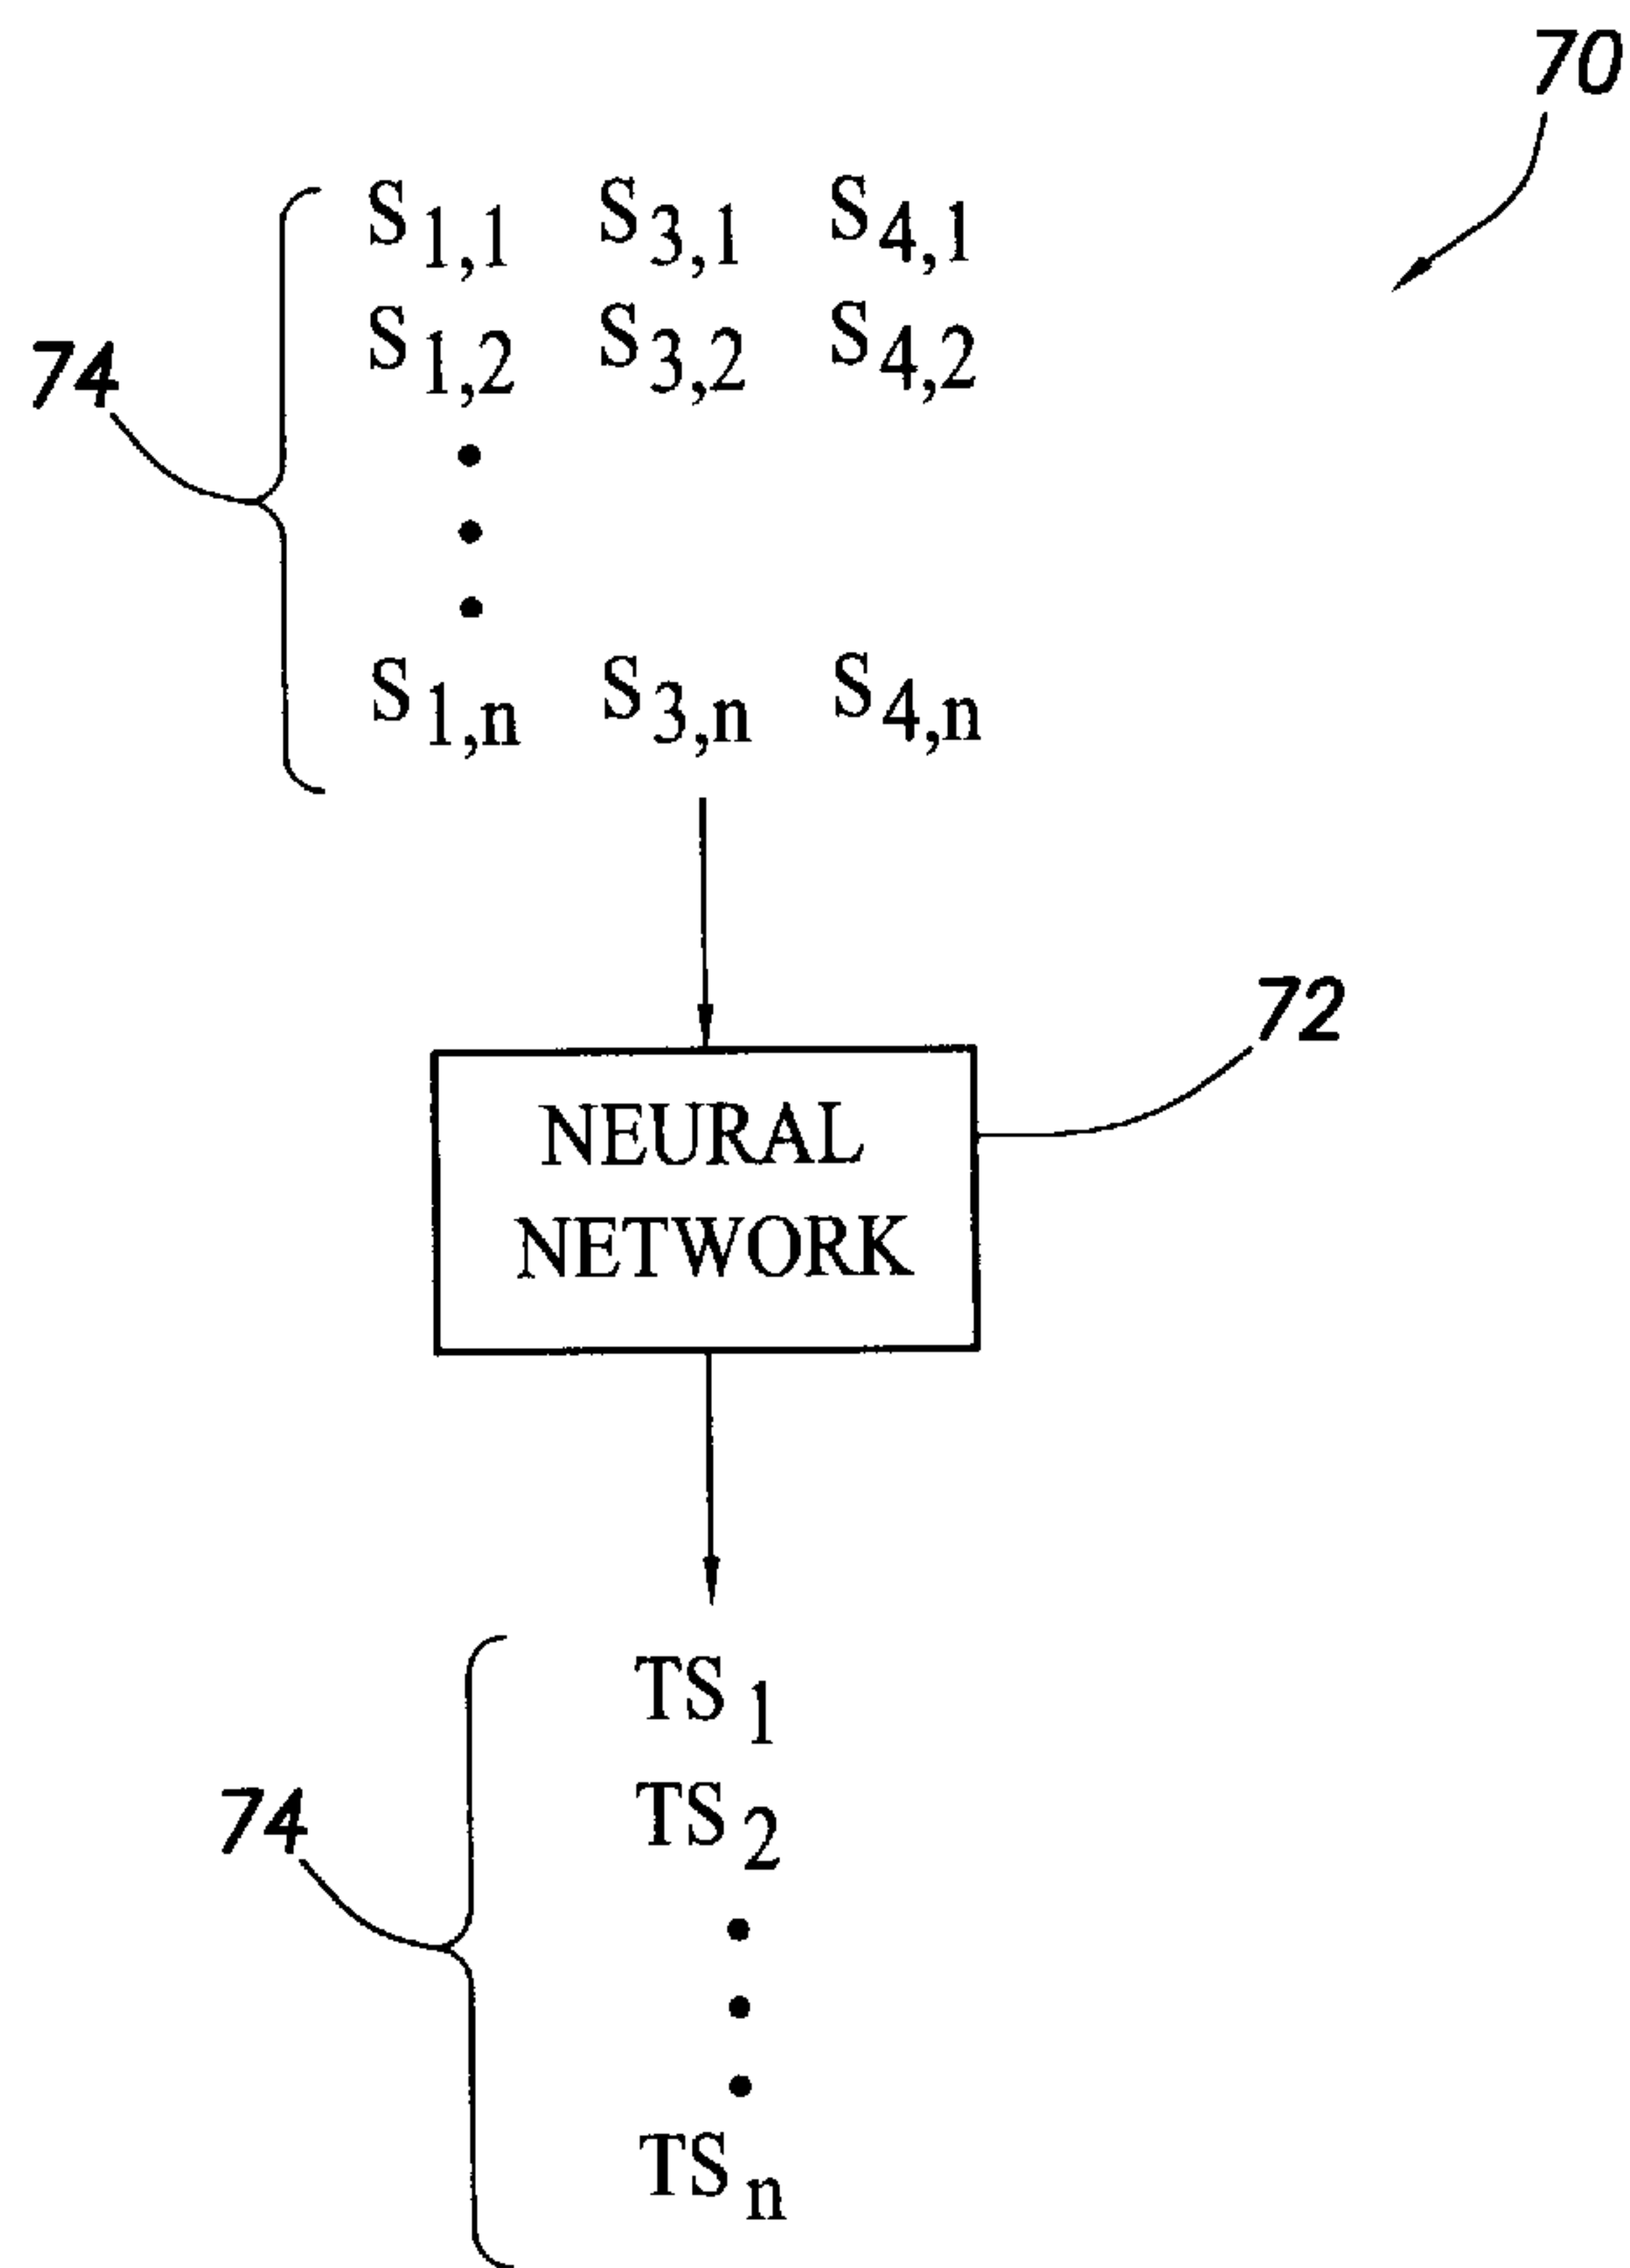 70
S1,1 S3,1 S4,1
S1,2 S3,2 S4,2
74
S1,n S3,n S4,n
72
NEURAL
NETWORK
TS1
TS2
74
TSn